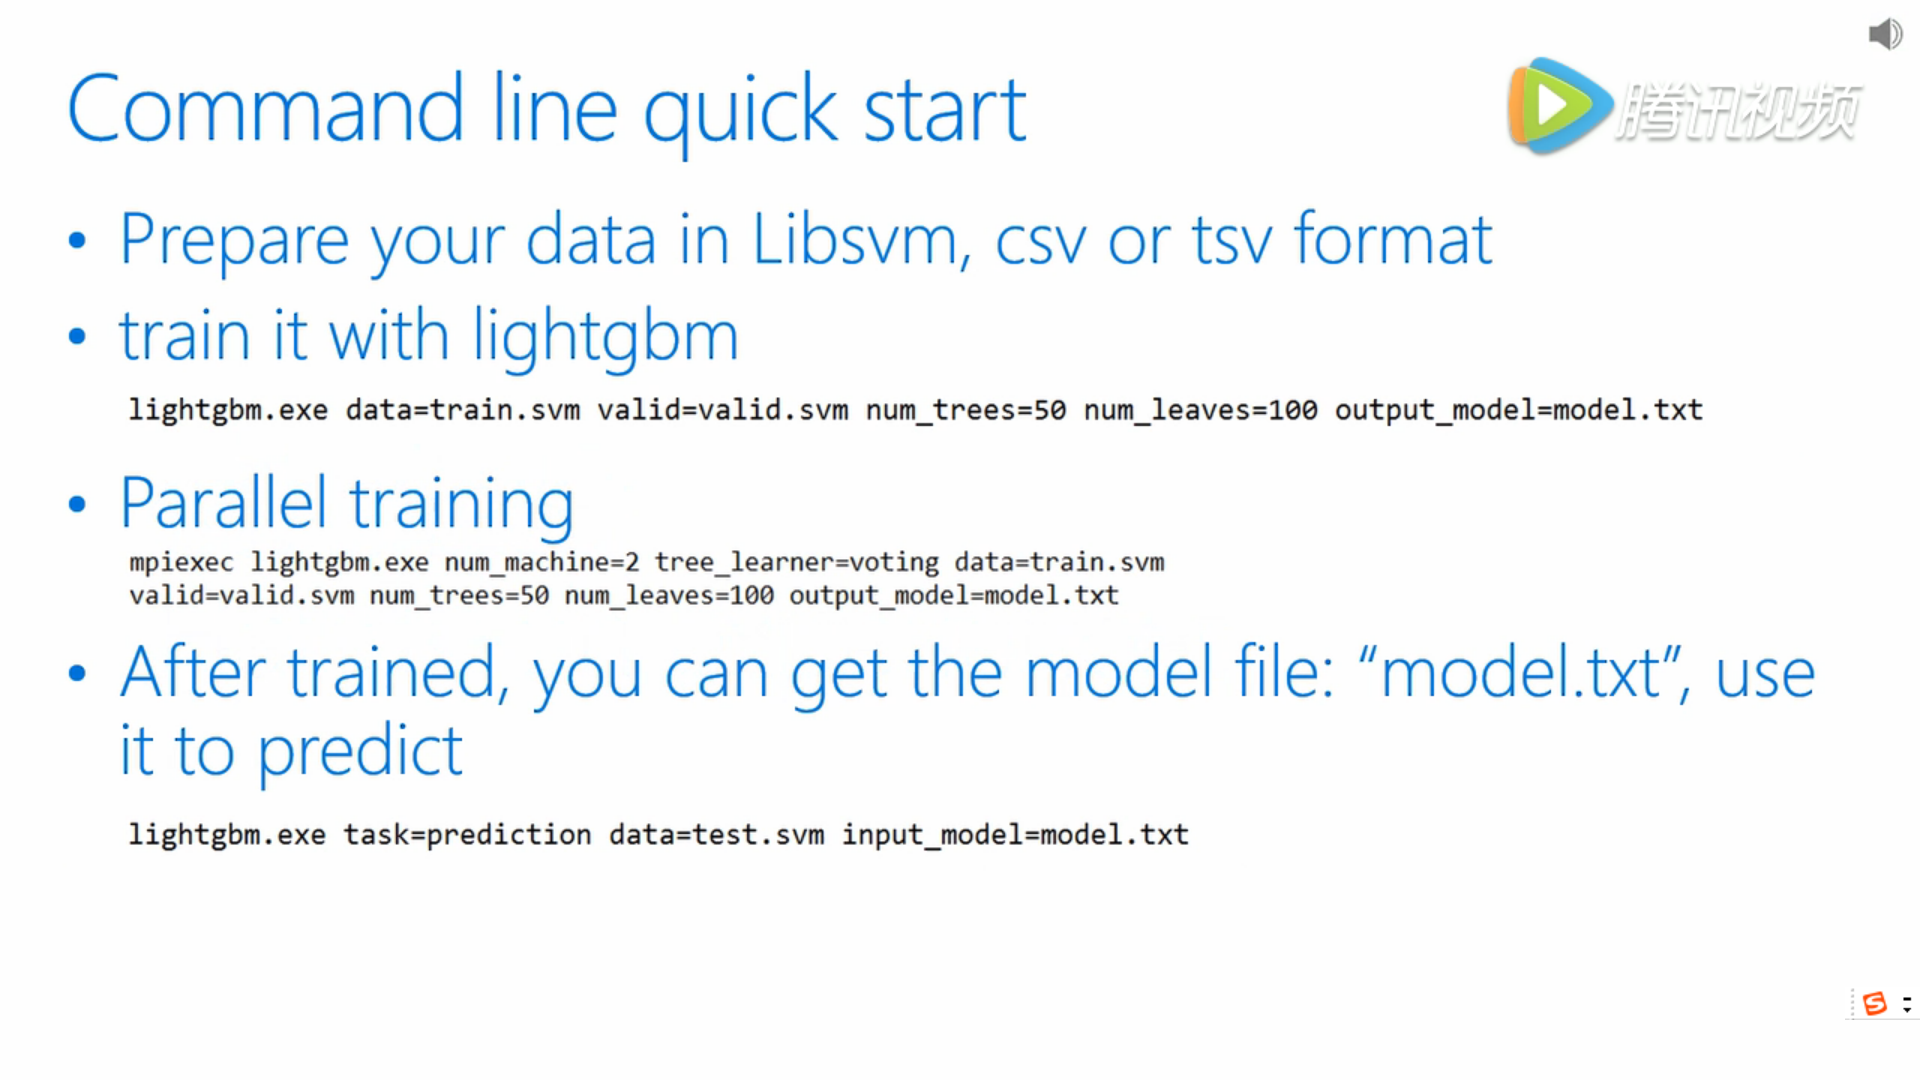 Command line quick start
腾讯视频
• Prepare your data in Libsvm, csv or tsv format
• train it with lightgbm
lightgbm.exe data=train.svm valid=valid.svm num_trees=50 num_leaves=100 output_model=model.txt
• Parallel training
mpiexec lightgbm.exe num_machine=2 tree_learner=voting data=train.svm
valid=valid.svm num_trees=50 num_leaves=100 output_model=model.txt
• After trained, you can get the model file: “model.txt”, use
it to predict
lightgbm.exe task=prediction data=test.svm input_model=model.txt
S